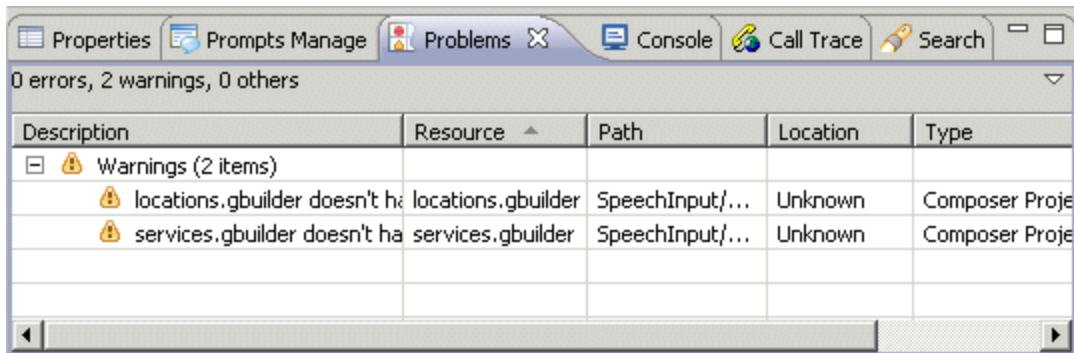 Properties Prompts Manage Problems Console Call Trace Search
0 errors, 2 warnings, 0 others
Description Resource Path Location Type
Warnings (2 items)
locations.gbuilder doesn't ha locations.gbuilder SpeechInput/... Unknown Composer Proje
services.gbuilder doesn't ha services.gbuilder SpeechInput/... Unknown Composer Proje